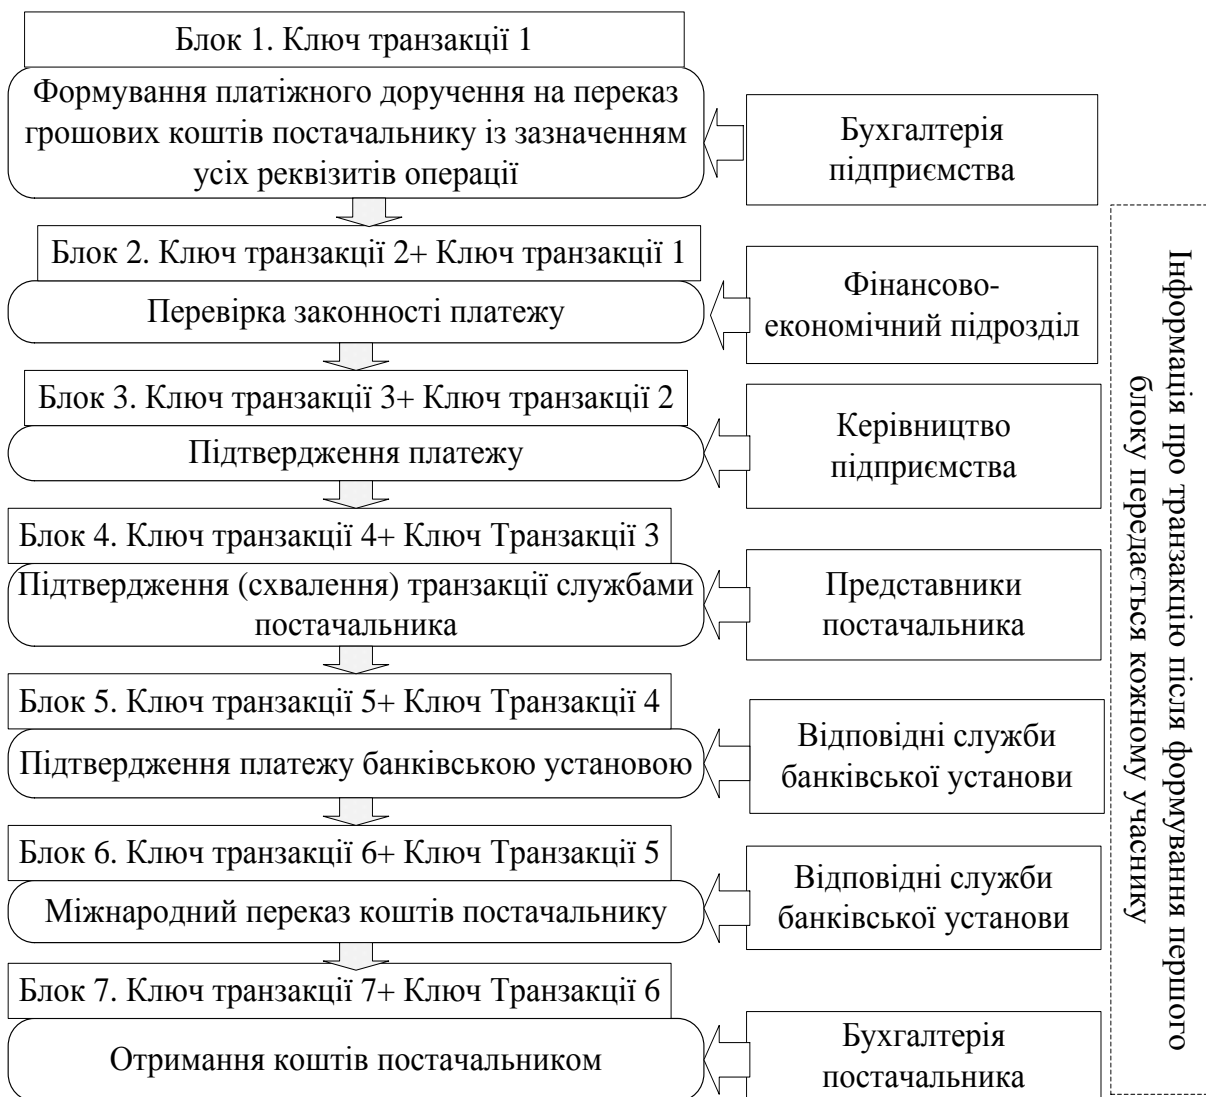 Блок 1. Ключ транзакції 1
Формування платіжного доручення на переказ
грошових коштів постачальнику із зазначенням
усіх реквізитів операції
Бухгалтерія
підприємства
Блок 2. Ключ транзакції 2+ Ключ транзакції 1
Перевірка законності платежу
Фінансово-
економічний підрозділ
Блок 3. Ключ транзакції 3+ Ключ транзакції 2
Підтвердження платежу
Керівництво
підприємства
Блок 4. Ключ транзакції 4+ Ключ Транзакції 3
Підтвердження (схвалення) транзакції службами
постачальника
Представники
постачальника
Блок 5. Ключ транзакції 5+ Ключ Транзакції 4
Підтвердження платежу банківською установою
Відповідні служби
банківської установи
Блок 6. Ключ транзакції 6+ Ключ Транзакції 5
Міжнародний переказ коштів постачальнику
Відповідні служби
банківської установи
Блок 7. Ключ транзакції 7+ Ключ Транзакції 6
Отримання коштів постачальником
Бухгалтерія
постачальника
Інформація про транзакцію після формування першого
блоку передається кожному учаснику